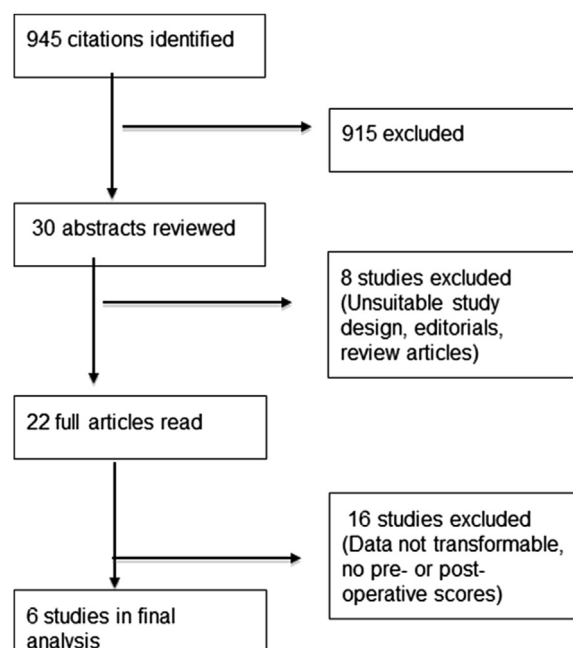 945 citations identified
915 excluded
30 abstracts reviewed
8 studies excluded
(Unsuitable study
design, editorials,
review articles)
22 full articles read
16 studies excluded
(Data not transformable,
no pre- or post-
operative scores)
6 studies in final
analysis